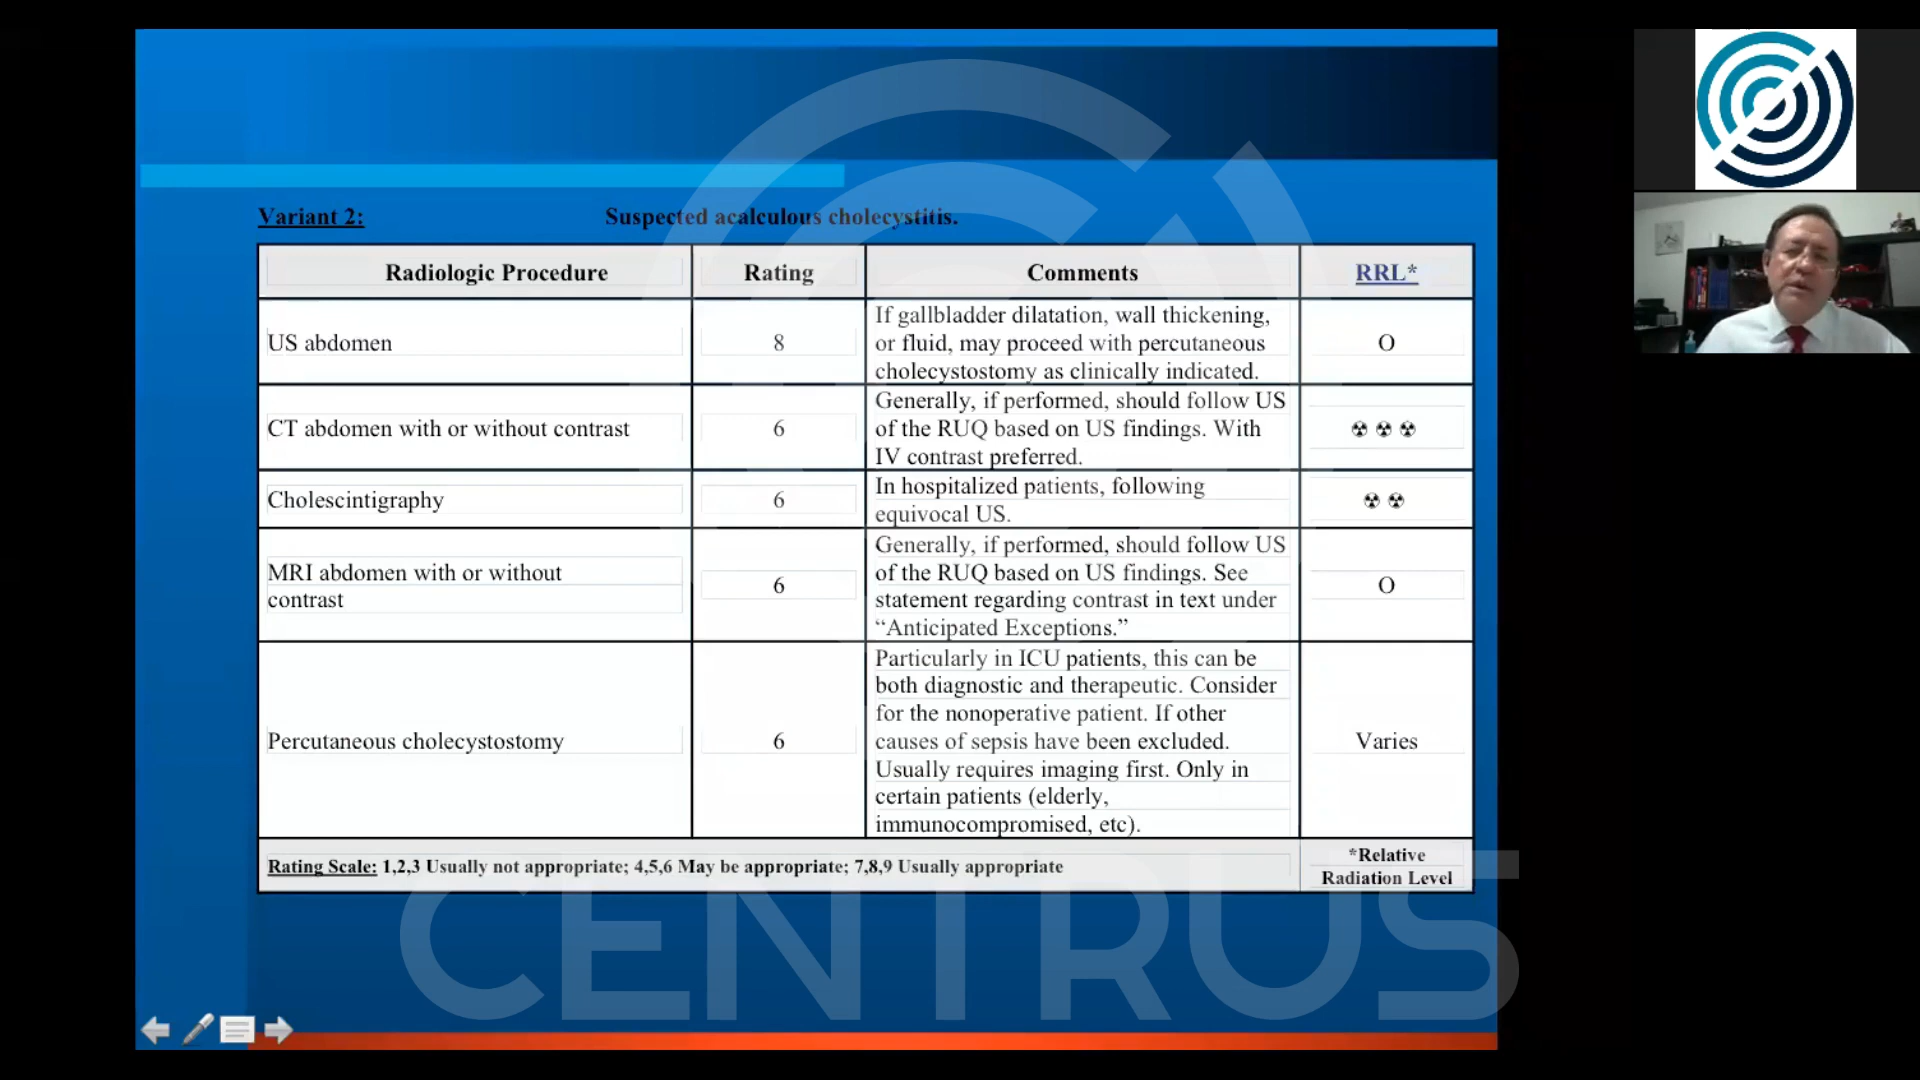 Variant 2: Suspected acalculous cholecystitis.
Radiologic Procedure Rating Comments RRL*
US abdomen 8 If gallbladder dilatation, wall thickening,
or fluid, may proceed with percutaneous
cholecystostomy as clinically indicated. O
CT abdomen with or without contrast 6 Generally, if performed, should follow US
of the RUQ based on US findings. With
IV contrast preferred. ☢ ☢ ☢
Cholescintigraphy 6 In hospitalized patients, following
equivocal US. ☢ ☢
MRI abdomen with or without
contrast 6 Generally, if performed, should follow US
of the RUQ based on US findings. See
statement regarding contrast in text under
“Anticipated Exceptions.” O
Percutaneous cholecystostomy 6 Particularly in ICU patients, this can be
both diagnostic and therapeutic. Consider
for the nonoperative patient. If other
causes of sepsis have been excluded.
Usually requires imaging first. Only in
certain patients (elderly,
immunocompromised, etc). Varies
Rating Scale: 1,2,3 Usually not appropriate; 4,5,6 May be appropriate; 7,8,9 Usually appropriate
*Relative
Radiation Level
CENTRUS